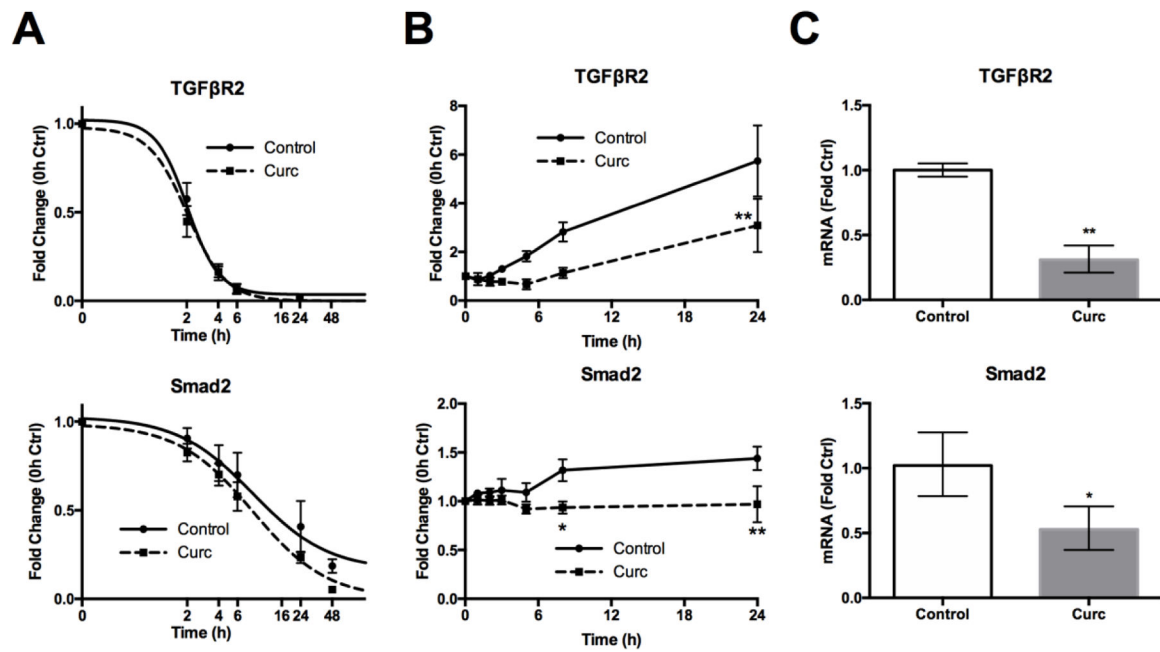 A
B
C
TGFβR2
Fold Change (0h Ctrl)
1.0
0.5
0.0
Control
Curc
0 2 4 6 16 24 48
Time (h)
TGFβR2
Fold Change (0h Ctrl)
8
6
4
2
0
Control
Curc
**
0 6 12 18 24
Time (h)
TGFβR2
mRNA (Fold Ctrl)
1.5
1.0
0.5
0.0
**
Control Curc
Smad2
Fold Change (0h Ctrl)
1.0
0.5
0.0
Control
Curc
0 2 4 6 16 24 48
Time (h)
Smad2
Fold Change (0h Ctrl)
2.0
1.5
1.0
0.5
0.0
*
**
Control
Curc
0 6 12 18 24
Time (h)
Smad2
mRNA (Fold Ctrl)
1.5
1.0
0.5
0.0
*
Control Curc